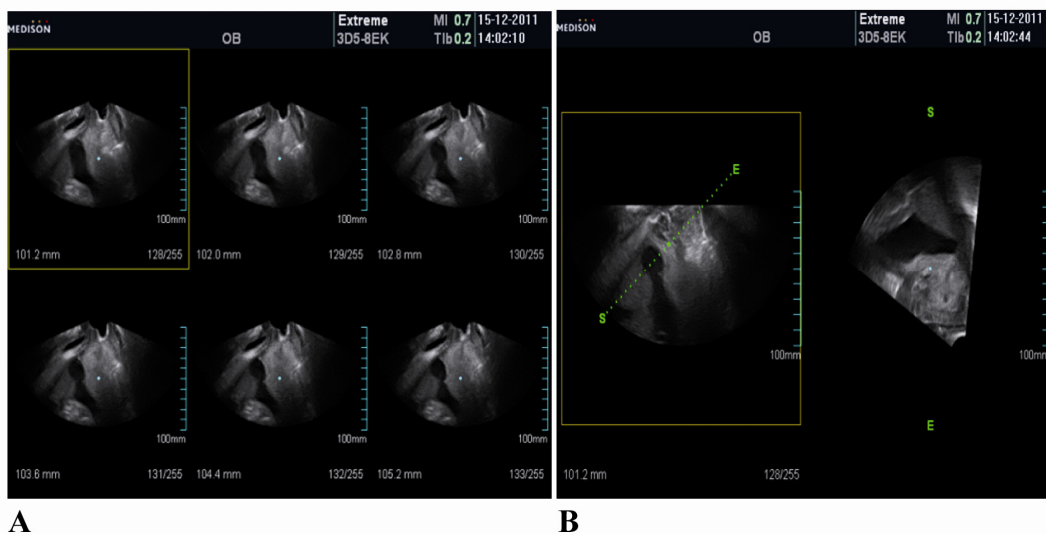 MEDISON
OB
Extreme
3D5-8EK
MI 0.7
TIb 0.2
15-12-2011
14:02:10
100mm
101.2 mm 128/255
100mm
102.0 mm 129/255
100mm
102.8 mm 130/255
100mm
103.6 mm 131/255
100mm
104.4 mm 132/255
100mm
105.2 mm 133/255
A
MEDISON
OB
Extreme
3D5-8EK
MI 0.7
TIb 0.2
15-12-2011
14:02:44
E
S
100mm
101.2 mm 128/255
S
100mm
E
B